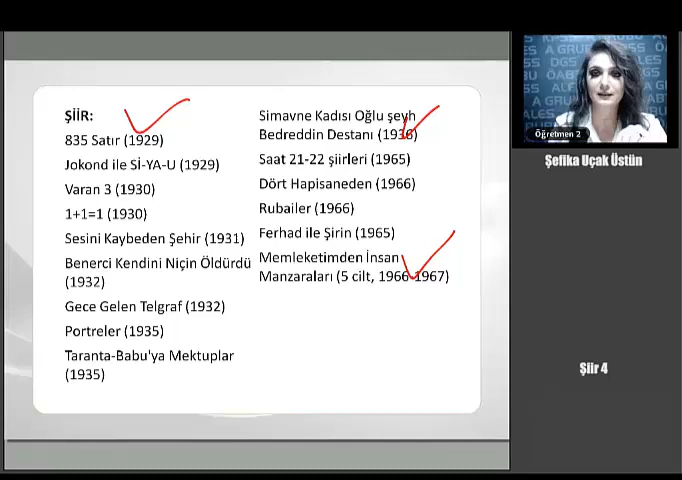 ŞİİR:
835 Satır (1929)
Jokond ile Sİ-YA-U (1929)
Varan 3 (1930)
1+1=1 (1930)
Sesini Kaybeden Şehir (1931)
Benerci Kendini Niçin Öldürdü
(1932)
Gece Gelen Telgraf (1932)
Portreler (1935)
Taranta-Babu'ya Mektuplar
(1935)
Simavne Kadısı Oğlu şeyh
Bedreddin Destanı (1936)
Saat 21-22 şiirleri (1965)
Dört Hapisaneden (1966)
Rubailer (1966)
Ferhad ile Şirin (1965)
Memleketimden İnsan
Manzaraları (5 cilt, 1966-1967)
Öğretmen 2
Şefika Uçak Üstün
Şiir 4